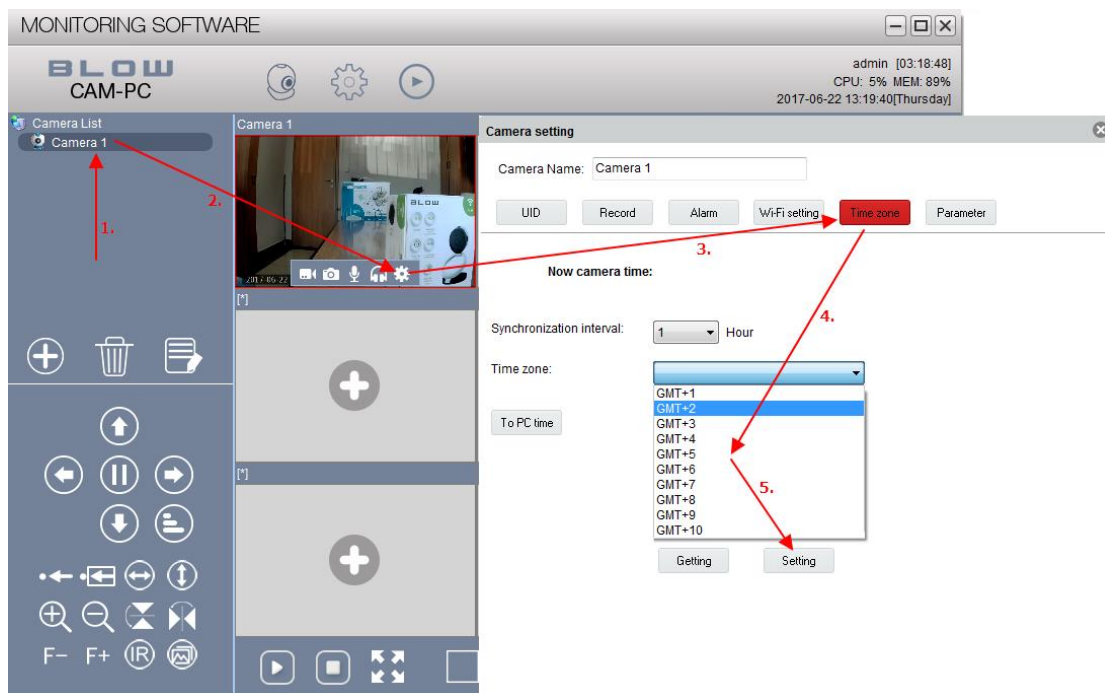 MONITORING SOFTWARE
BLOW
CAM-PC
admin [03:18:48]
CPU: 5% MEM: 89%
2017-06-22 13:19:40[Thursday]
Camera List
Camera 1
1.
2.
Camera 1
BLOW
2017-06-22
[*]
[*]
F-
F+
IR
Camera setting
Camera Name:
Camera 1
UID
Record
Alarm
Wi-Fi setting
Time zone
Parameter
3.
Now camera time:
4.
Synchronization interval:
1
Hour
Time zone:
GMT+1
GMT+2
GMT+3
GMT+4
GMT+5
GMT+6
GMT+7
GMT+8
GMT+9
GMT+10
To PC time
5.
Getting
Setting